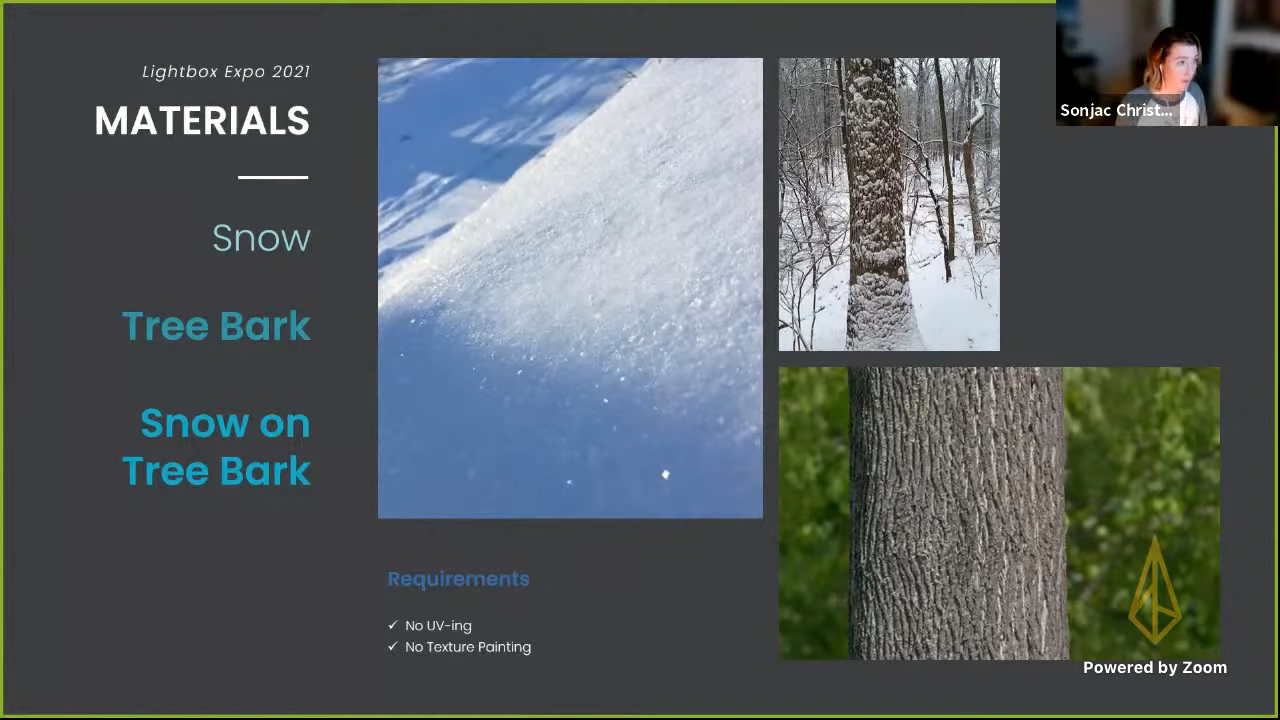 Lightbox Expo 2021
MATERIALS
Snow
Tree Bark
Snow on
Tree Bark
Requirements
✓ No UV-ing
✓ No Texture Painting
Sonjac Christ...
Powered by Zoom